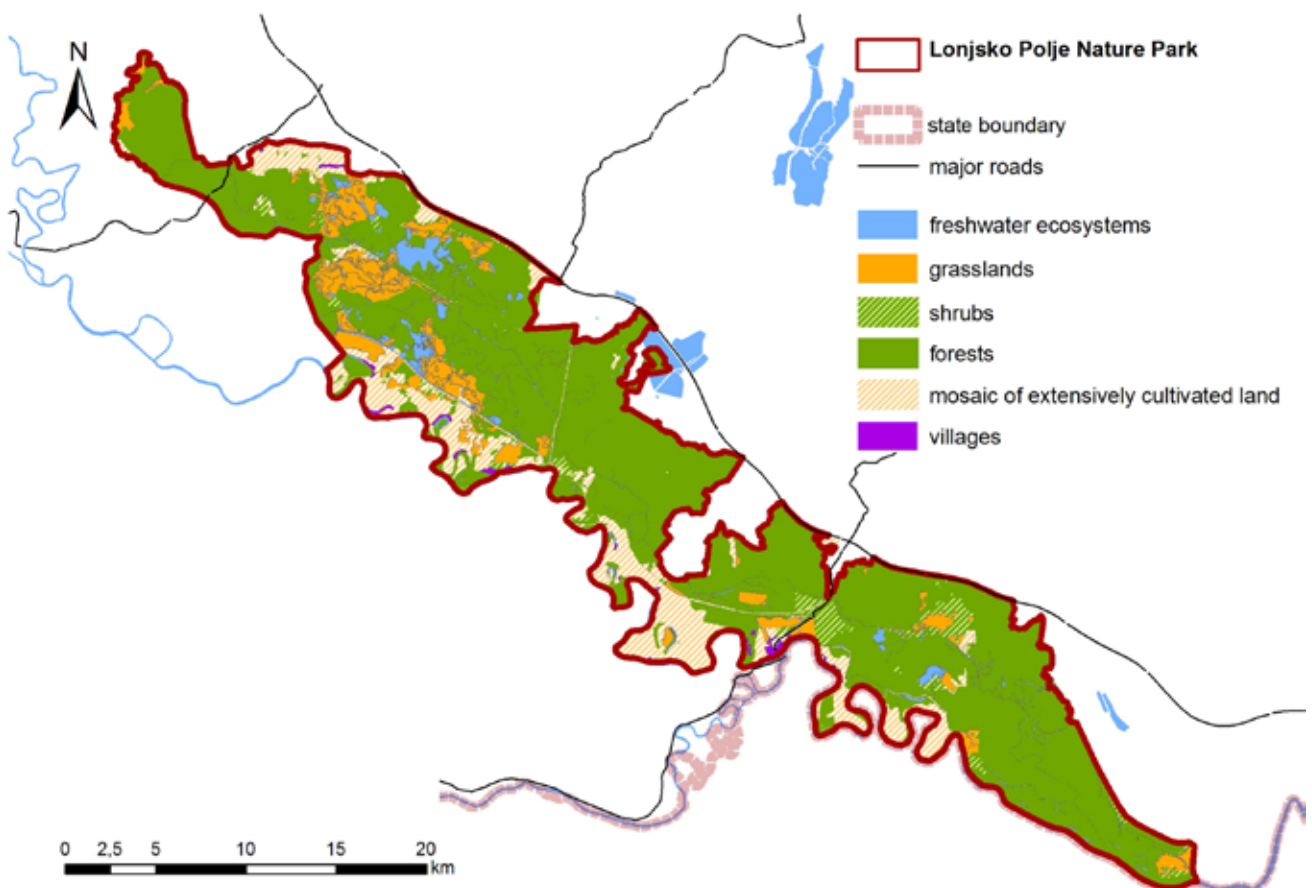 N
Lonjsko Polje Nature Park
state boundary
major roads
freshwater ecosystems
grasslands
shrubs
forests
mosaic of extensively cultivated land
villages
0 2,5 5 10 15 20
km